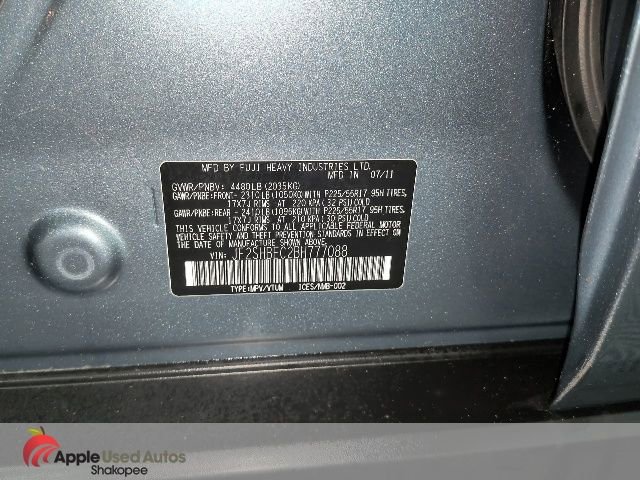 MFD BY FUJI HEAVY INDUSTRIES LTD.
MFD IN 07/11
GVWR/PNBV: 4480LB(2035KG)
GAWR/PNBE:FRONT- 2310LB(1050KG)WITH P225/55R17 95H TIRES,
17X7J RIMS AT 220 KPA(32 PSI)COLD
GAWR/PNBE:REAR - 2410LB(1095KG)WITH P225/55R17 95H TIRES,
17X7J RIMS AT 210 KPA(30 PSI)COLD
THIS VEHICLE CONFORMS TO ALL APPLICABLE FEDERAL MOTOR
VEHICLE SAFETY AND BUMPER STANDARDS IN EFFECT ON THE
DATE OF MANUFACTURE SHOWN ABOVE.
VIN: JF2SHBEC2BH777088
TYPE:MPV/VTUM ICES/NMB-002
Apple Used Autos
Shakopee